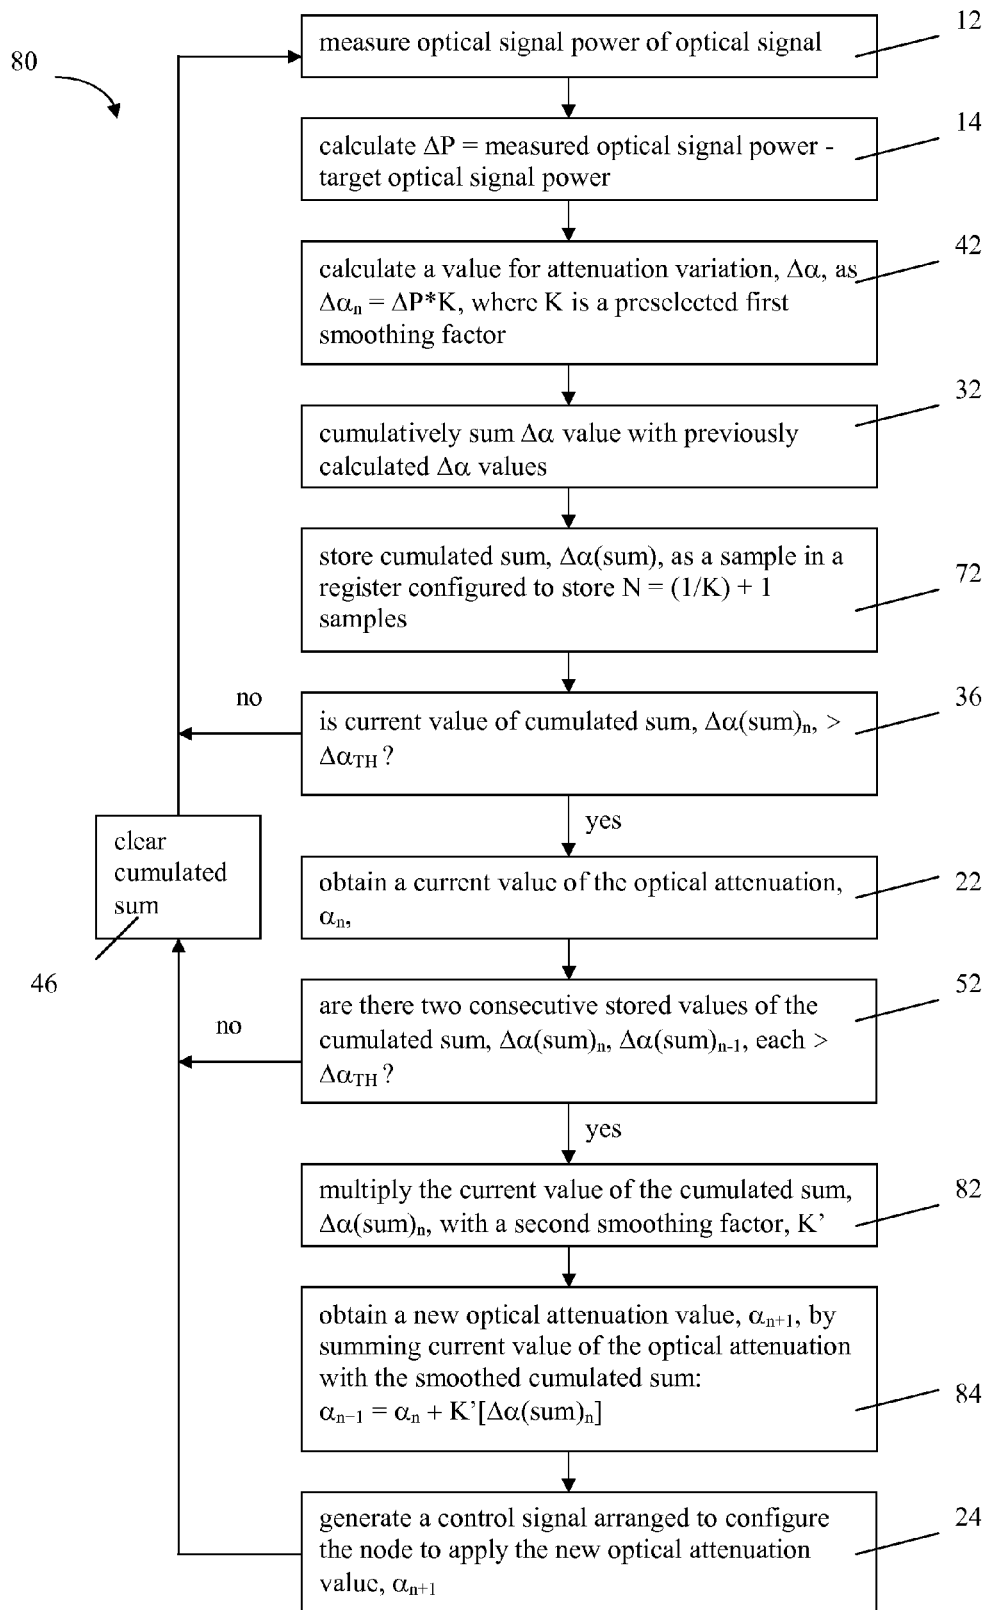 80
measure optical signal power of optical signal
12
calculate ΔP = measured optical signal power -
target optical signal power
14
calculate a value for attenuation variation, Δα, as
Δαn = ΔP*K, where K is a preselected first
smoothing factor
42
cumulatively sum Δα value with previously
calculated Δα values
32
store cumulated sum, Δα(sum), as a sample in a
register configured to store N = (1/K) + 1
samples
72
no
is current value of cumulated sum, Δα(sum)n, >
ΔαTH ?
36
yes
clear
cumulated
sum
46
obtain a current value of the optical attenuation,
αn,
22
no
are there two consecutive stored values of the
cumulated sum, Δα(sum)n, Δα(sum)n-1, each >
ΔαTH ?
52
yes
multiply the current value of the cumulated sum,
Δα(sum)n, with a second smoothing factor, K’
82
obtain a new optical attenuation value, αn+1, by
summing current value of the optical attenuation
with the smoothed cumulated sum:
αn−1 = αn + K’[Δα(sum)n]
84
generate a control signal arranged to configure
the node to apply the new optical attenuation
value, αn+1
24